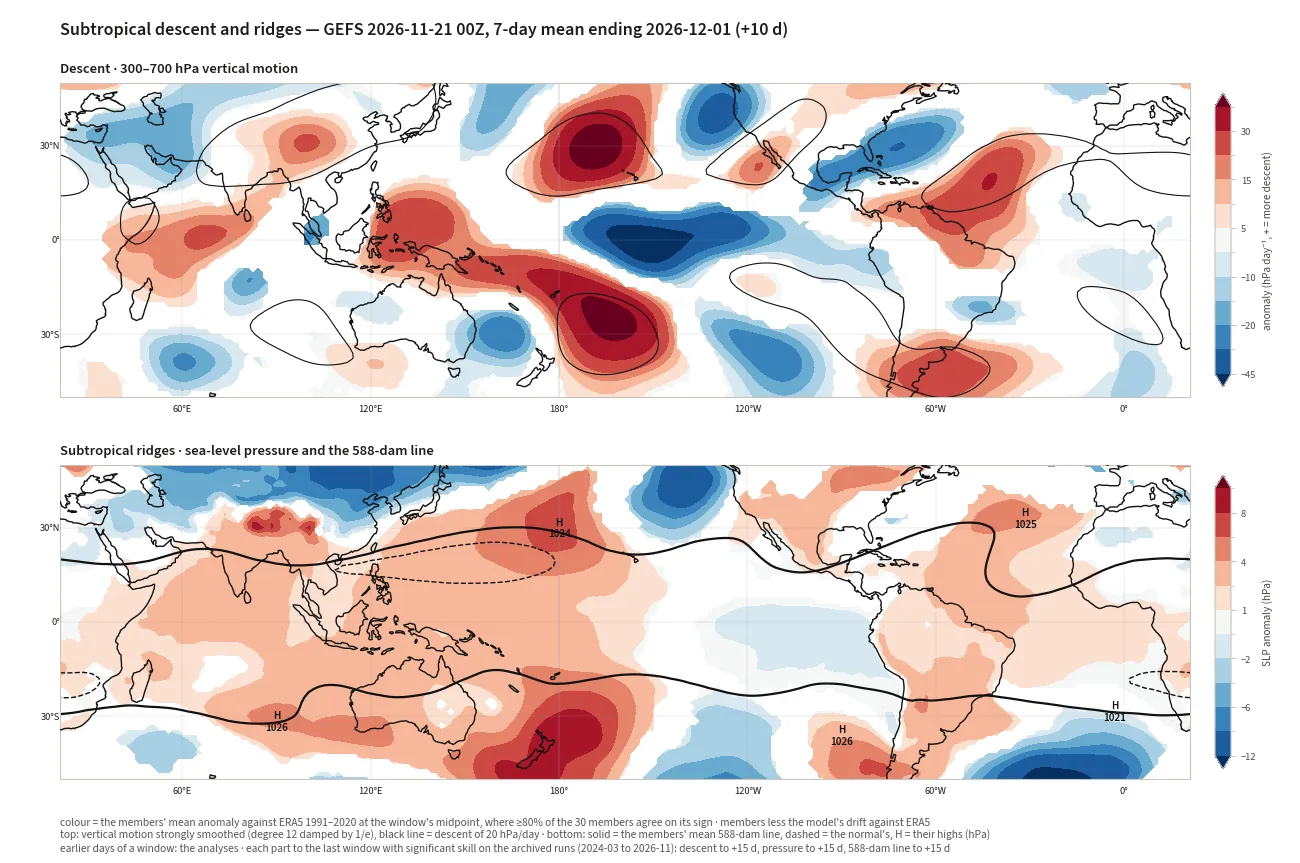 Subtropical descent and ridges — GEFS 2026-11-21 00Z, 7-day mean ending 2026-12-01 (+10 d)
Descent · 300–700 hPa vertical motion
30°N
0°
30°S
60°E
120°E
180°
120°W
60°W
0°
30
15
5
−10
−20
−45
anomaly (hPa day⁻¹, + = more descent)
Subtropical ridges · sea-level pressure and the 588-dam line
30°N
0°
30°S
H
1024
H
1025
H
1026
H
1026
H
1021
60°E
120°E
180°
120°W
60°W
0°
8
4
1
−2
−6
−12
SLP anomaly (hPa)
colour = the members' mean anomaly against ERA5 1991–2020 at the window's midpoint, where ≥80% of the 30 members agree on its sign · members less the model's drift against ERA5
top: vertical motion strongly smoothed (degree 12 damped by 1/e), black line = descent of 20 hPa/day · bottom: solid = the members' mean 588-dam line, dashed = the normal's, H = their highs (hPa)
earlier days of a window: the analyses · each part to the last window with significant skill on the archived runs (2024-03 to 2026-11): descent to +15 d, pressure to +15 d, 588-dam line to +15 d